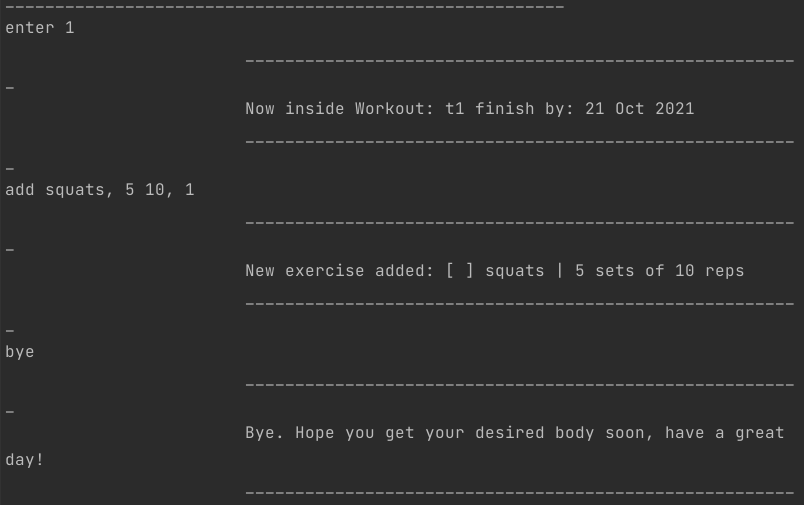 --------------------------------------------------------
enter 1
-------------------------------------------------------
-
Now inside Workout: t1 finish by: 21 Oct 2021
-------------------------------------------------------
-
add squats, 5 10, 1
-------------------------------------------------------
-
New exercise added: [ ] squats | 5 sets of 10 reps
-------------------------------------------------------
-
bye
-------------------------------------------------------
-
Bye. Hope you get your desired body soon, have a great
day!
-------------------------------------------------------